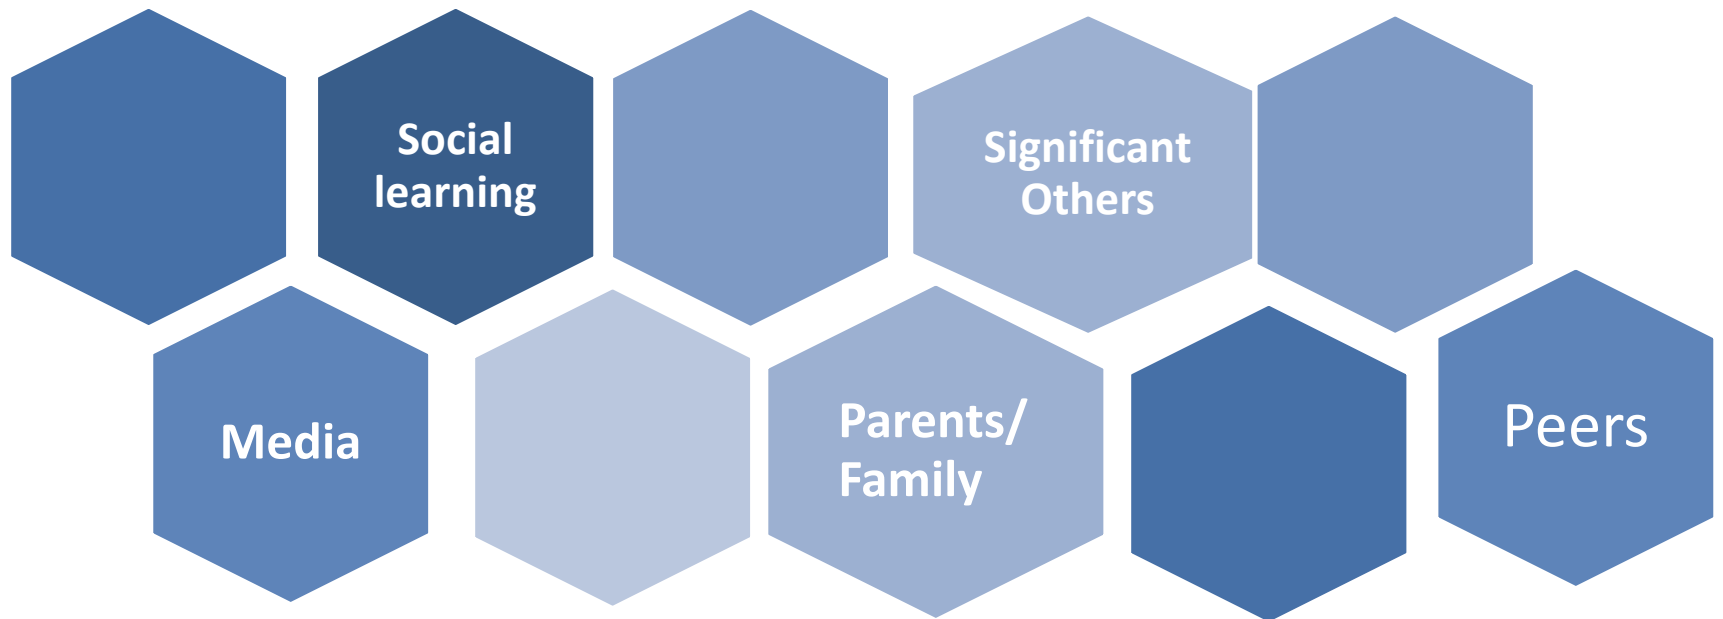 Social
learning
Significant
Others
Media
Parents/
Family
Peers